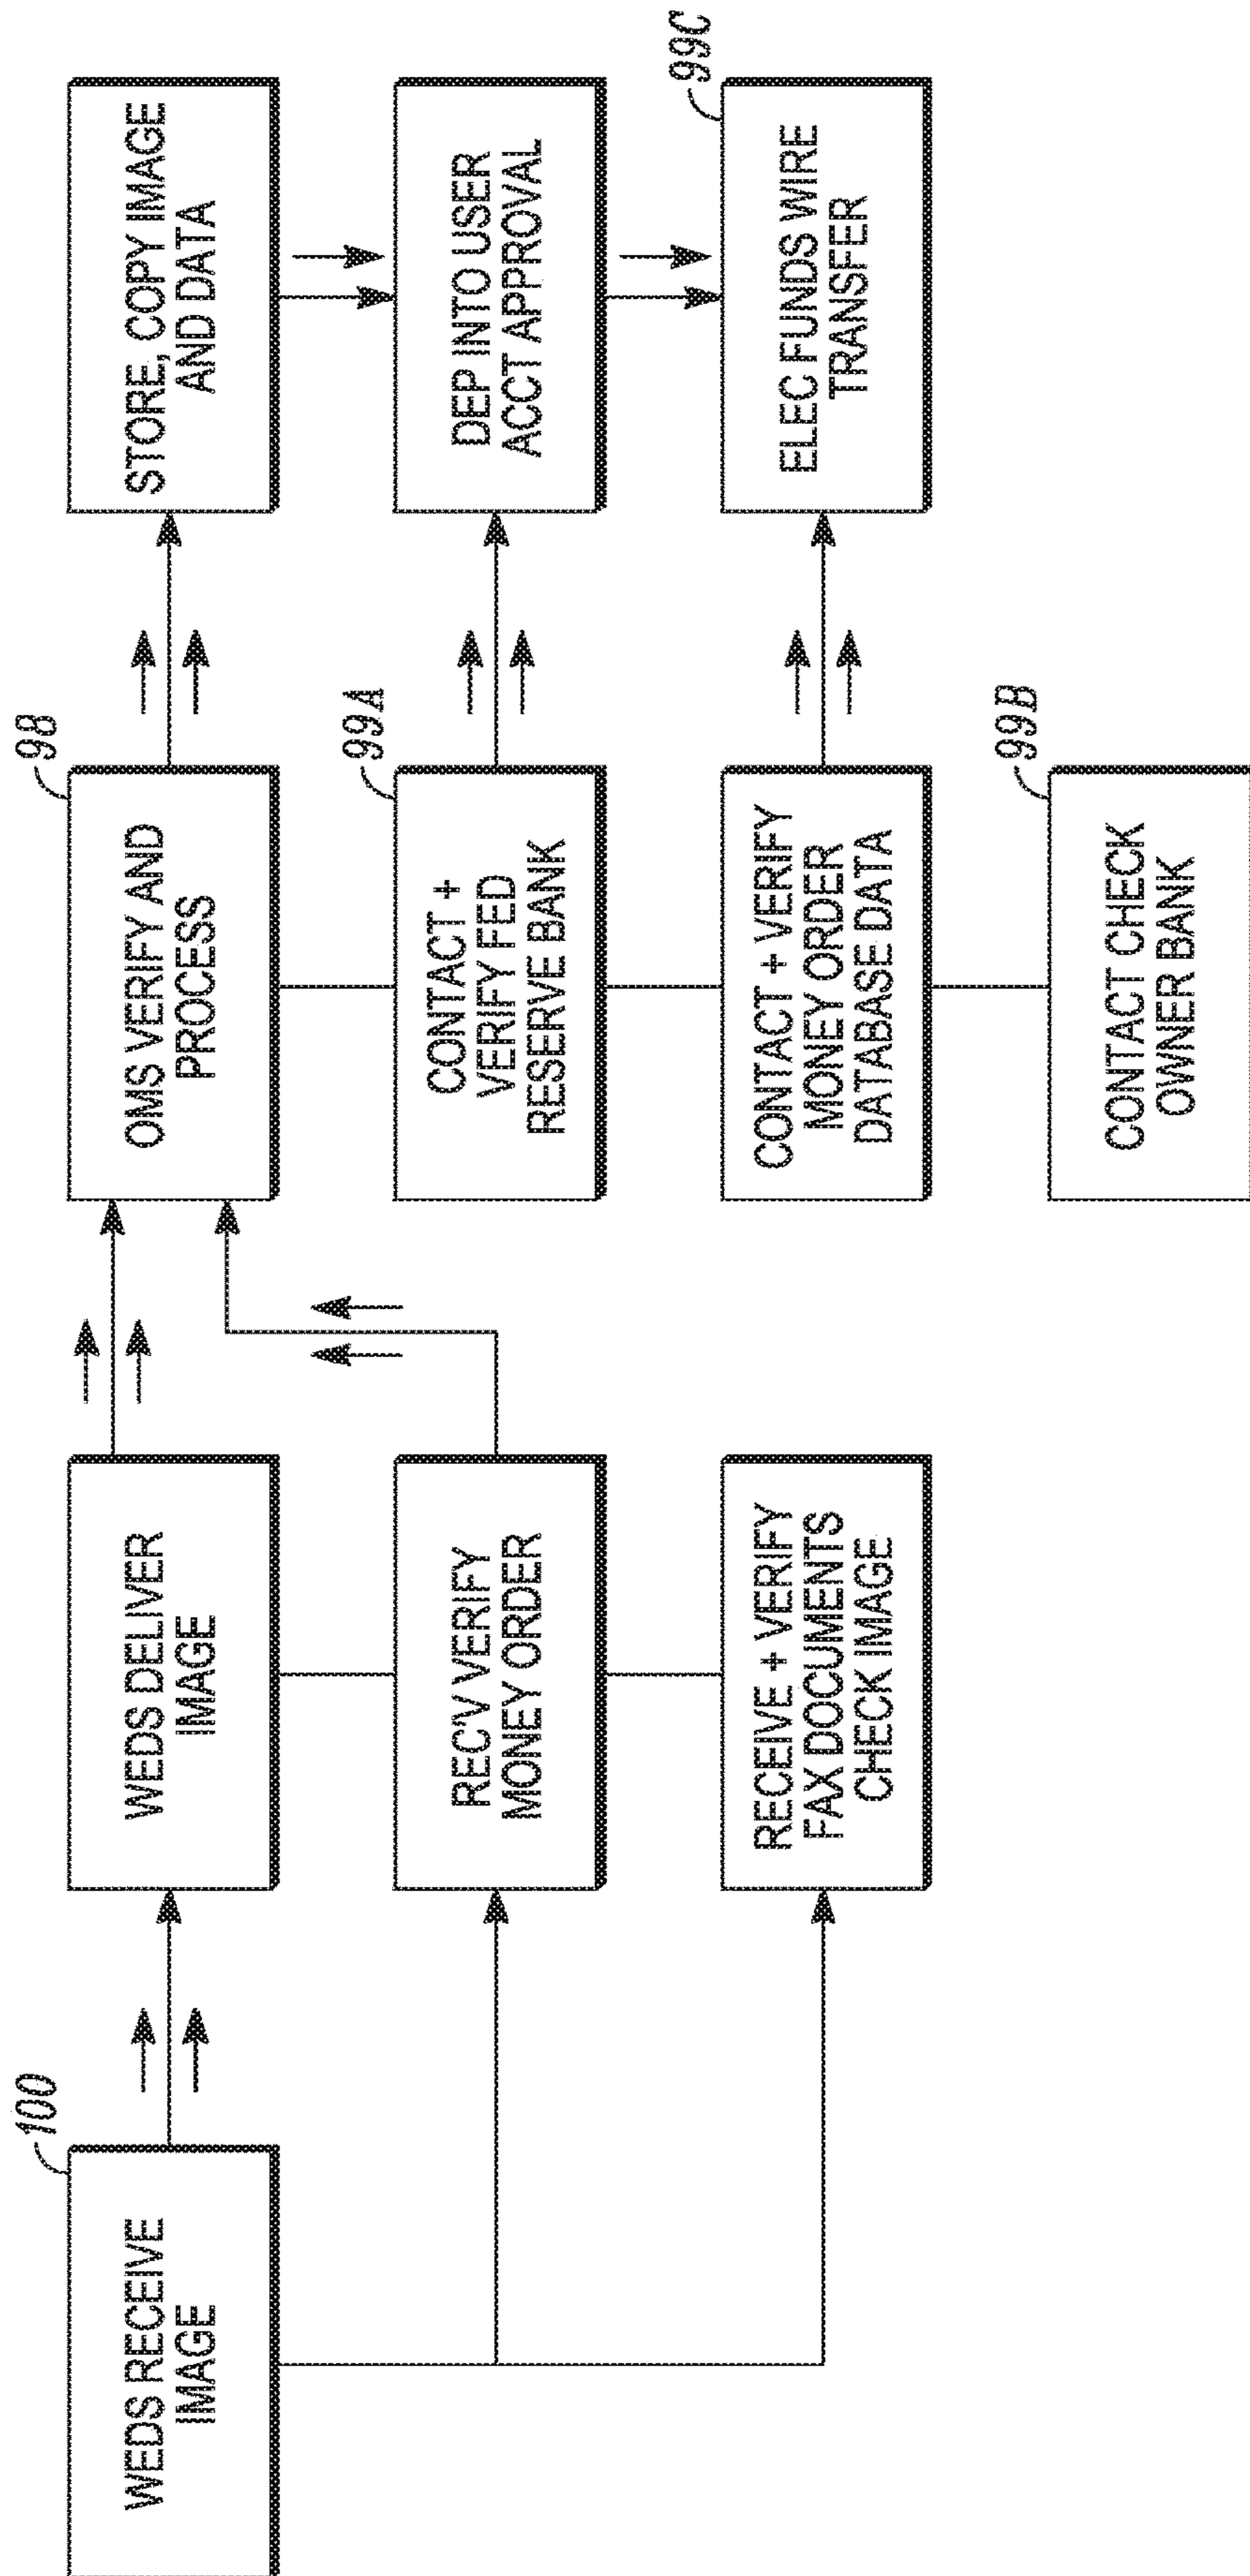 100
WEDS RECEIVE
IMAGE
WEDS DELIVER
IMAGE
REC'V VERIFY
MONEY ORDER
RECEIVE + VERIFY
FAX DOCUMENTS
CHECK IMAGE
98
OMS VERIFY AND
PROCESS
99A
CONTACT +
VERIFY FED
RESERVE BANK
CONTACT + VERIFY
MONEY ORDER
DATABASE DATA
99B
CONTACT CHECK
OWNER BANK
STORE, COPY IMAGE
AND DATA
DEP INTO USER
ACCT APPROVAL
99C
ELEC FUNDS WIRE
TRANSFER